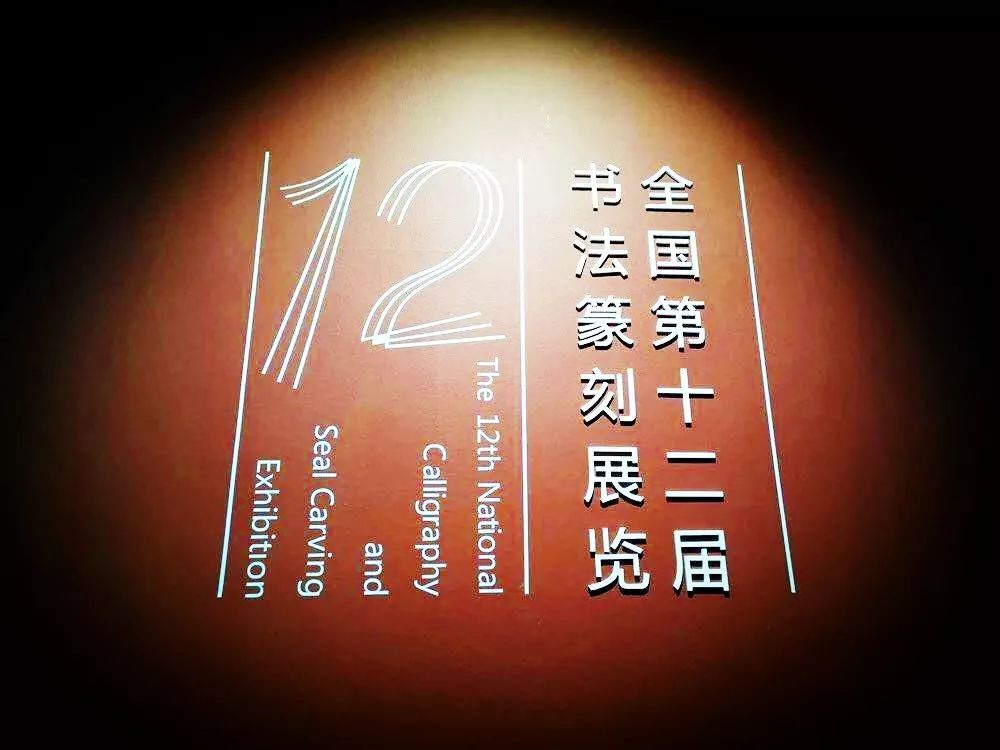 全国第十二届
书法篆刻展览
12
The 12th National
Calligraphy
and
Seal Carving
Exhibition